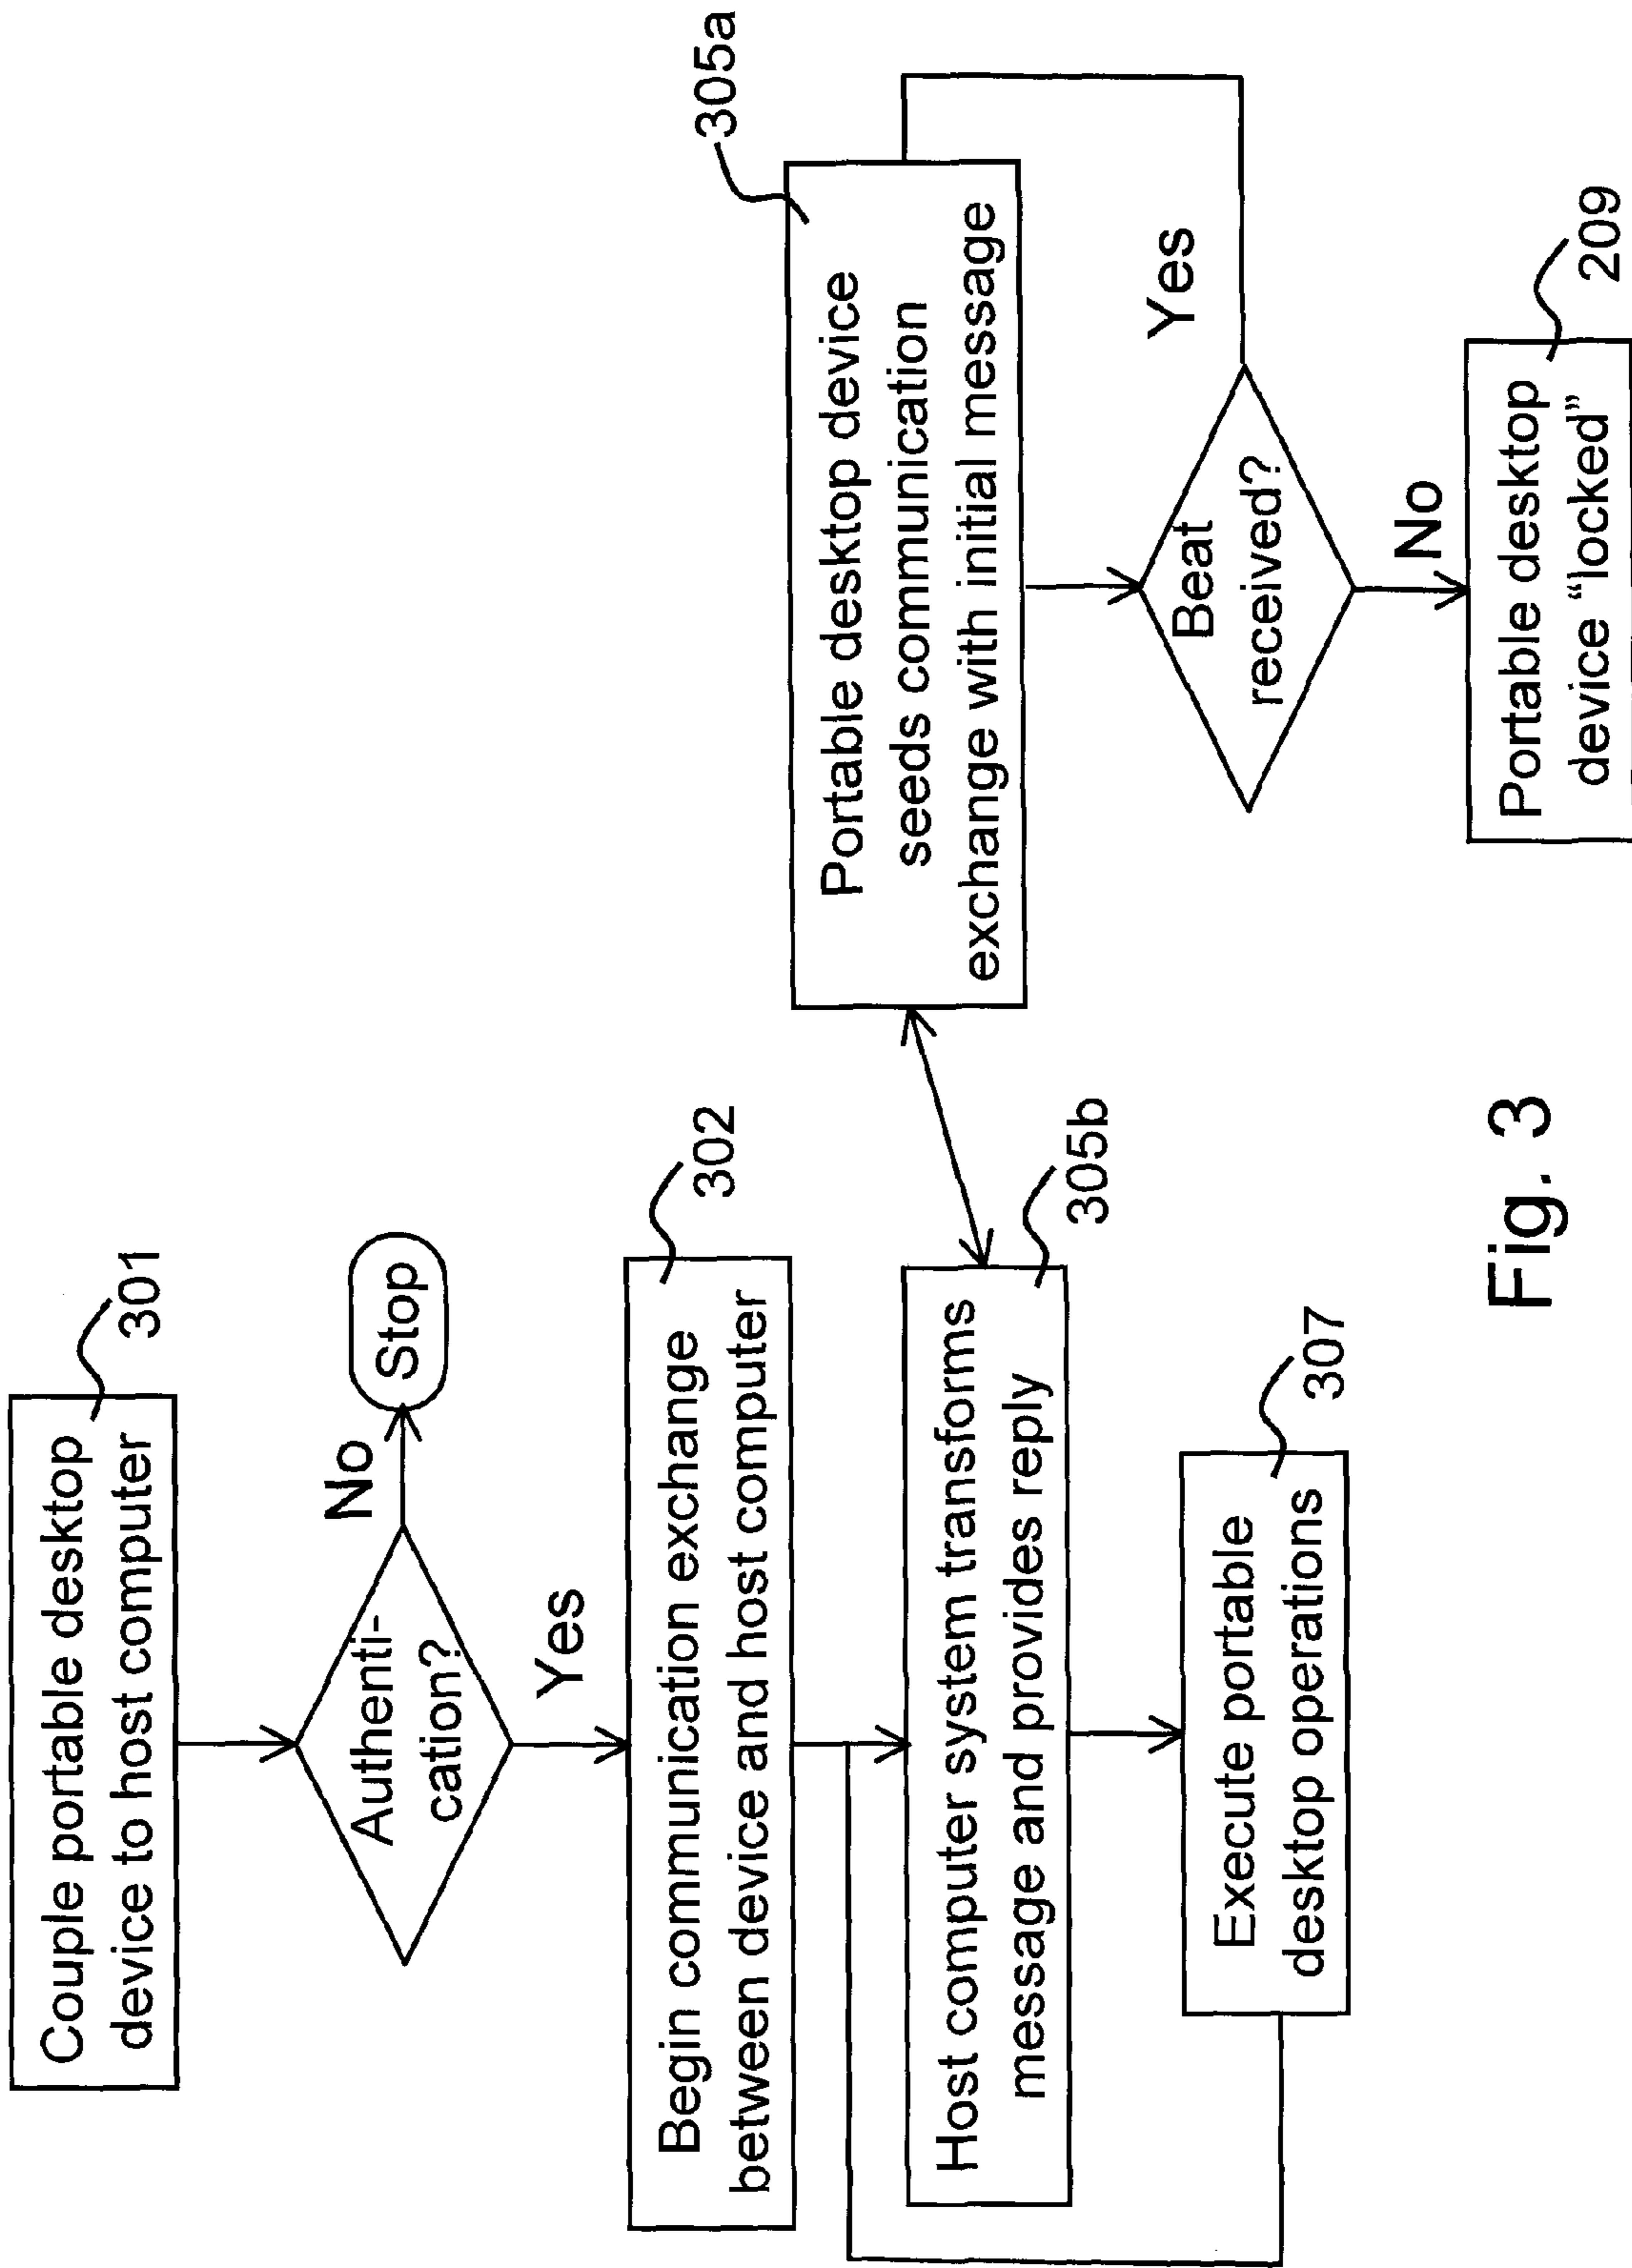 Couple portable desktop
device to host computer
301
Authenti-
cation?
No
Stop
Yes
Begin communication exchange
between device and host computer
302
Host computer system transforms
message and provides reply
305b
Execute portable
desktop operations
307
Portable desktop device
seeds communication
exchange with initial message
305a
Beat
received?
Yes
No
Portable desktop
device “locked”
209
Fig. 3